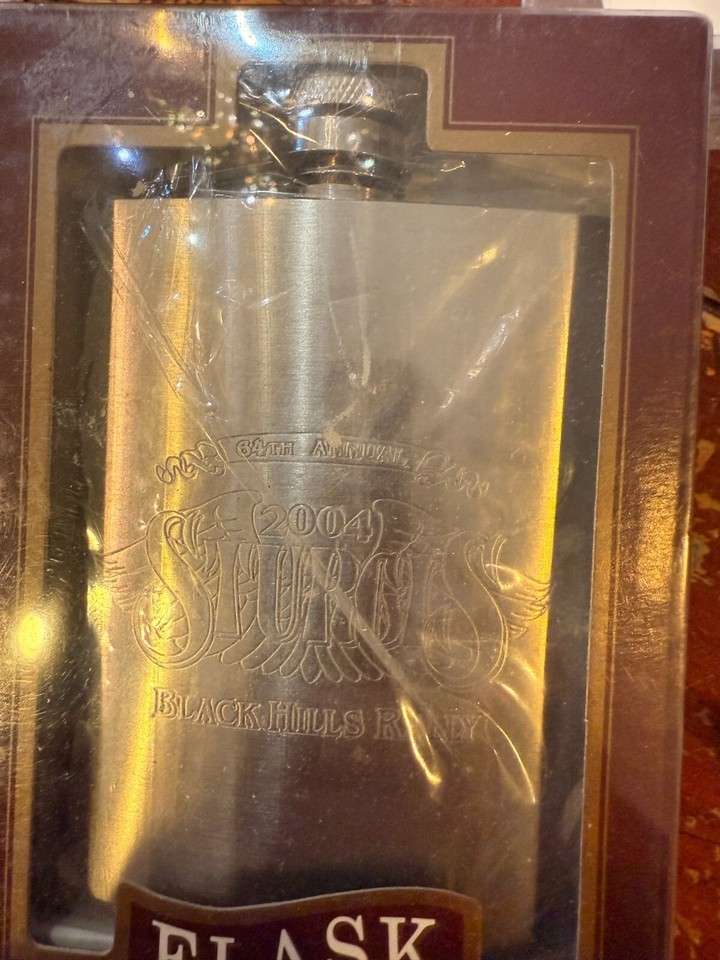 64TH ANNUAL
2004
STURGIS
BLACK HILLS RALLY
FLASK